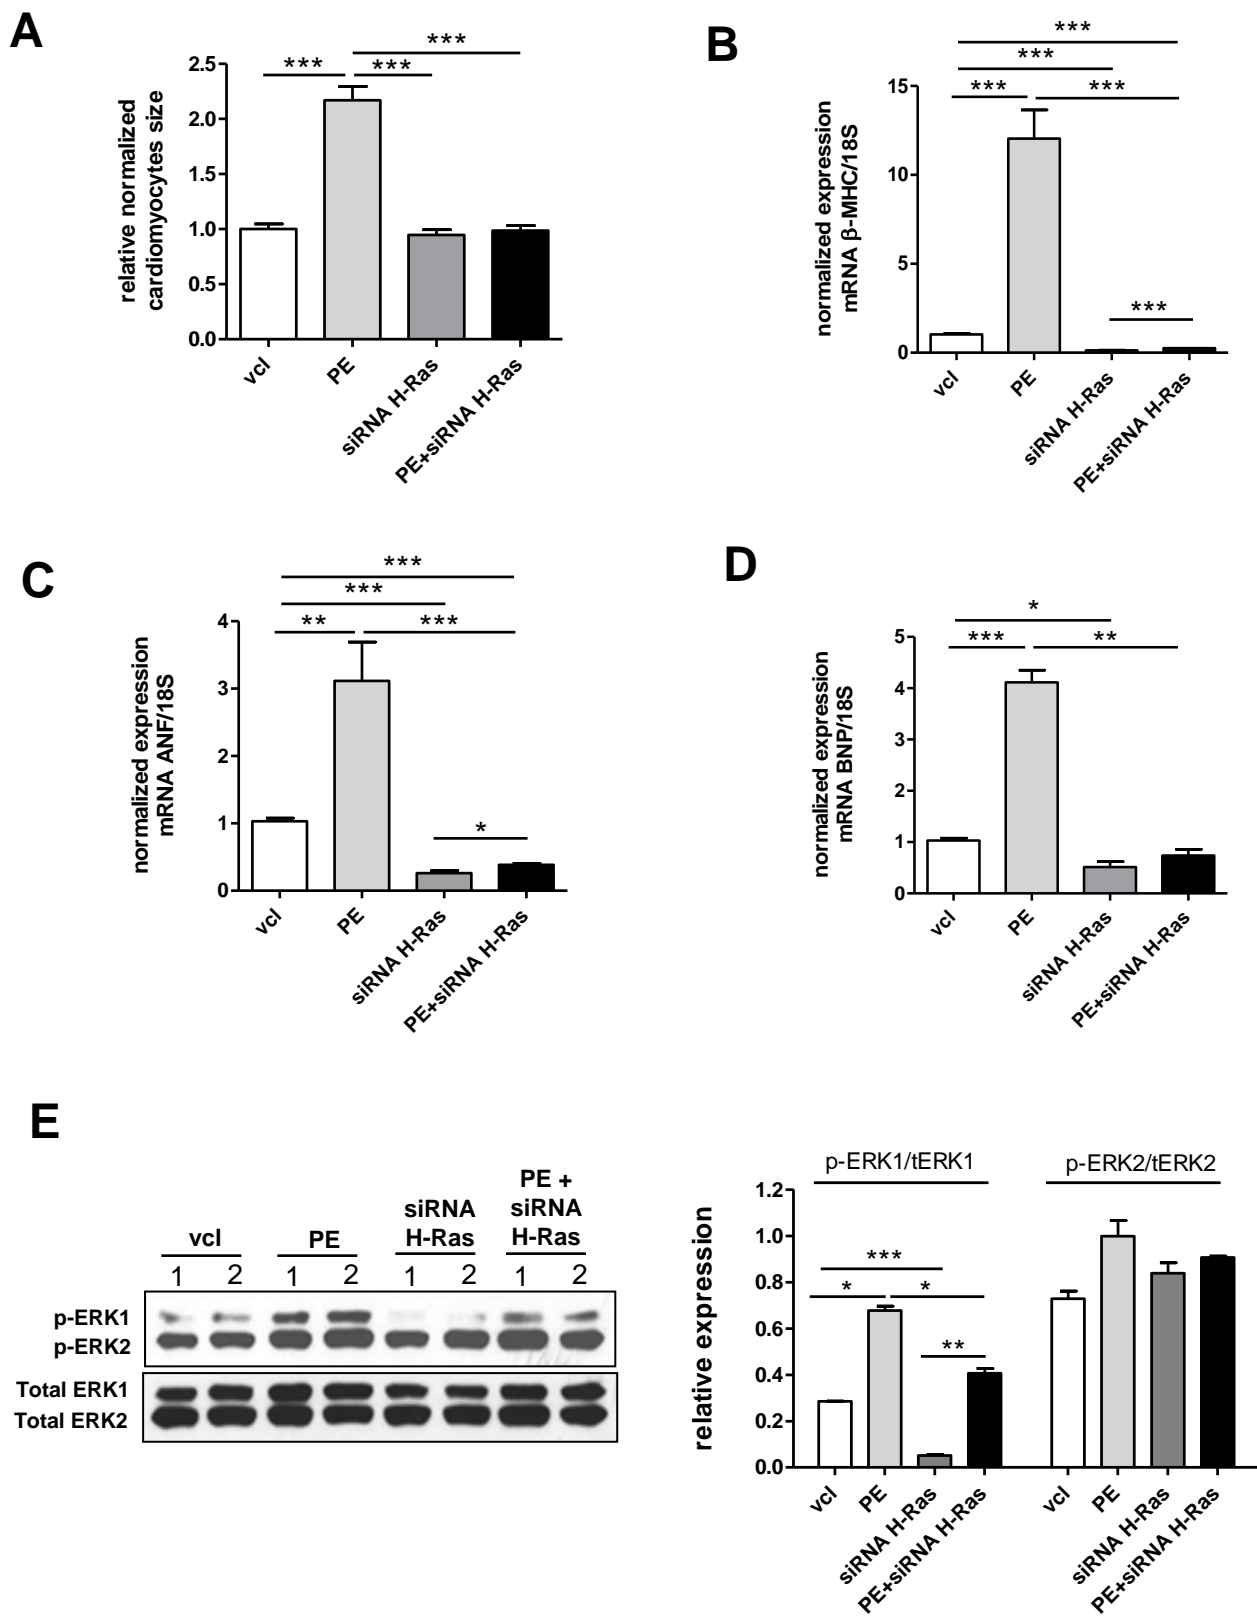 A
***
***
***
relative normalized
cardiomyocytes size
2.5
2.0
1.5
1.0
0.5
0.0
vcl
PE
siRNA H-Ras
PE+siRNA H-Ras
B
***
***
***
***
***
normalized expression
mRNA β-MHC/18S
15
10
5
0
vcl
PE
siRNA H-Ras
PE+siRNA H-Ras
C
***
***
**
***
*
normalized expression
mRNA ANF/18S
4
3
2
1
0
vcl
PE
siRNA H-Ras
PE+siRNA H-Ras
D
*
***
**
normalized expression
mRNA BNP/18S
5
4
3
2
1
0
vcl
PE
siRNA H-Ras
PE+siRNA H-Ras
E
vcl
PE
siRNA
H-Ras
PE +
siRNA
H-Ras
1 2 1 2 1 2 1 2
p-ERK1
p-ERK2
Total ERK1
Total ERK2
p-ERK1/tERK1
p-ERK2/tERK2
***
*
*
**
relative expression
1.2
1.0
0.8
0.6
0.4
0.2
0.0
vcl
PE
siRNA H-Ras
PE+siRNA H-Ras
vcl
PE
siRNA H-Ras
PE+siRNA H-Ras